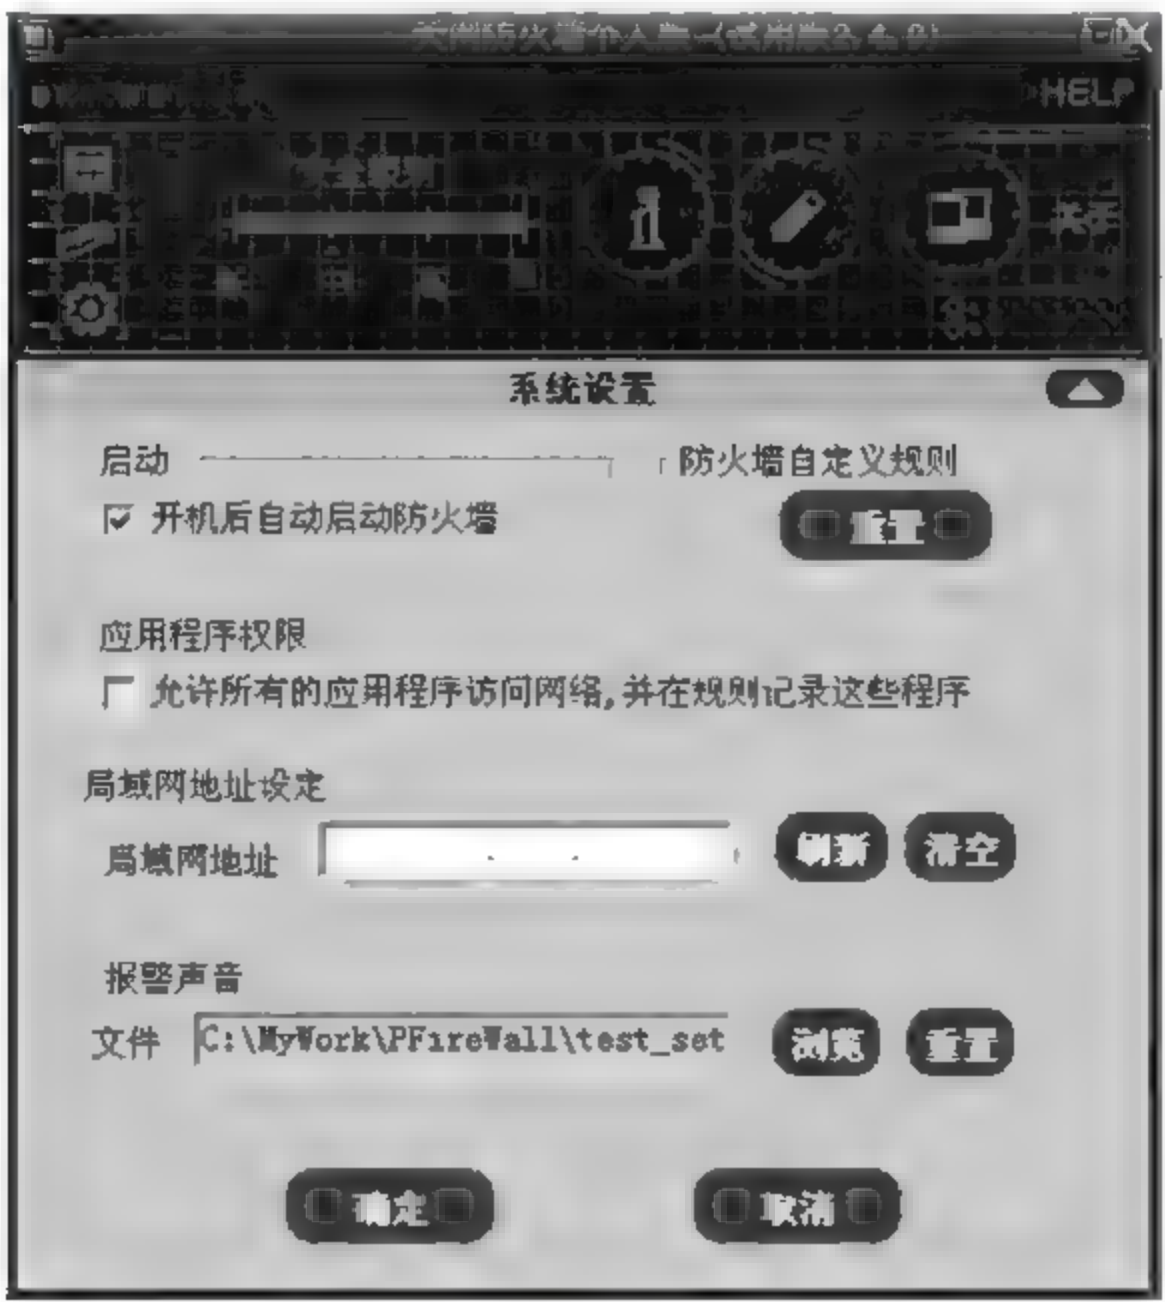 HELP
系统设置
启动 防火墙自定义规则
开机后自动启动防火墙 重置
应用程序权限
允许所有的应用程序访问网络,并在规则记录这些程序
局域网地址设定
局域网地址 刷新 清空
报警声音
文件 C:\MyWork\PFireWall\test_set 浏览 重置
确定 取消